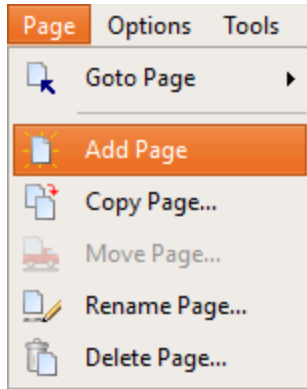 Page Options Tools
Goto Page
Add Page
Copy Page...
Move Page...
Rename Page...
Delete Page...